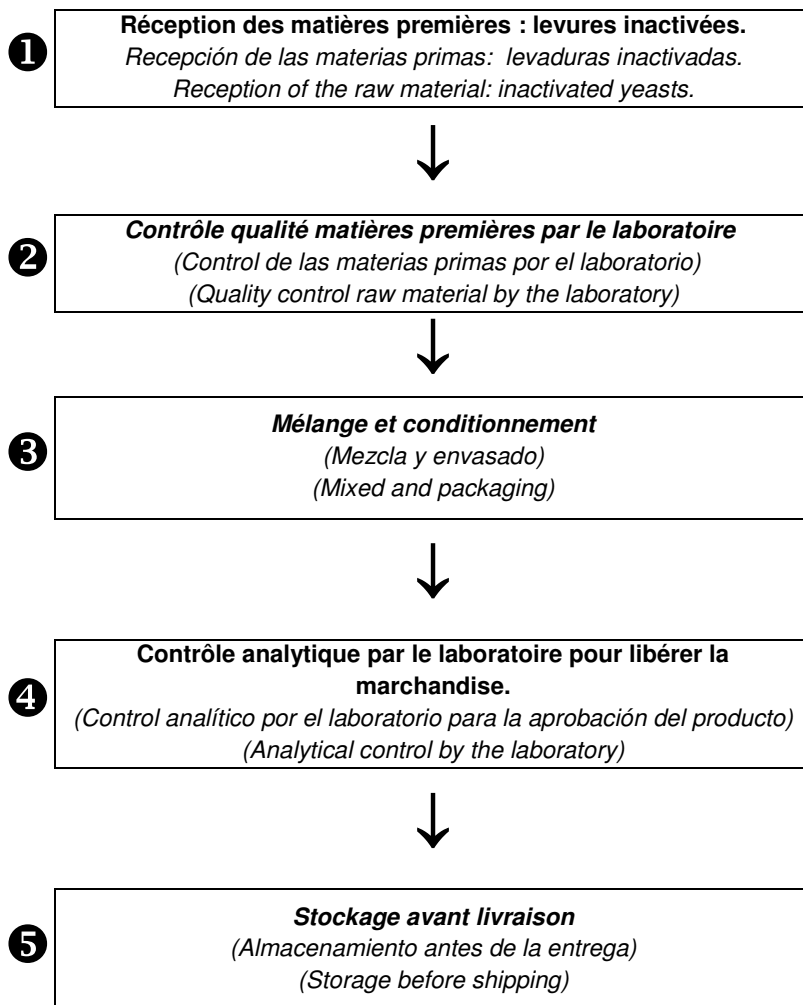 ❶
Réception des matières premières : levures inactivées.
Recepción de las materias primas: levaduras inactivadas.
Reception of the raw material: inactivated yeasts.
❷
Contrôle qualité matières premières par le laboratoire
(Control de las materias primas por el laboratorio)
(Quality control raw material by the laboratory)
❸
Mélange et conditionnement
(Mezcla y envasado)
(Mixed and packaging)
❹
Contrôle analytique par le laboratoire pour libérer la
marchandise.
(Control analítico por el laboratorio para la aprobación del producto)
(Analytical control by the laboratory)
❺
Stockage avant livraison
(Almacenamiento antes de la entrega)
(Storage before shipping)